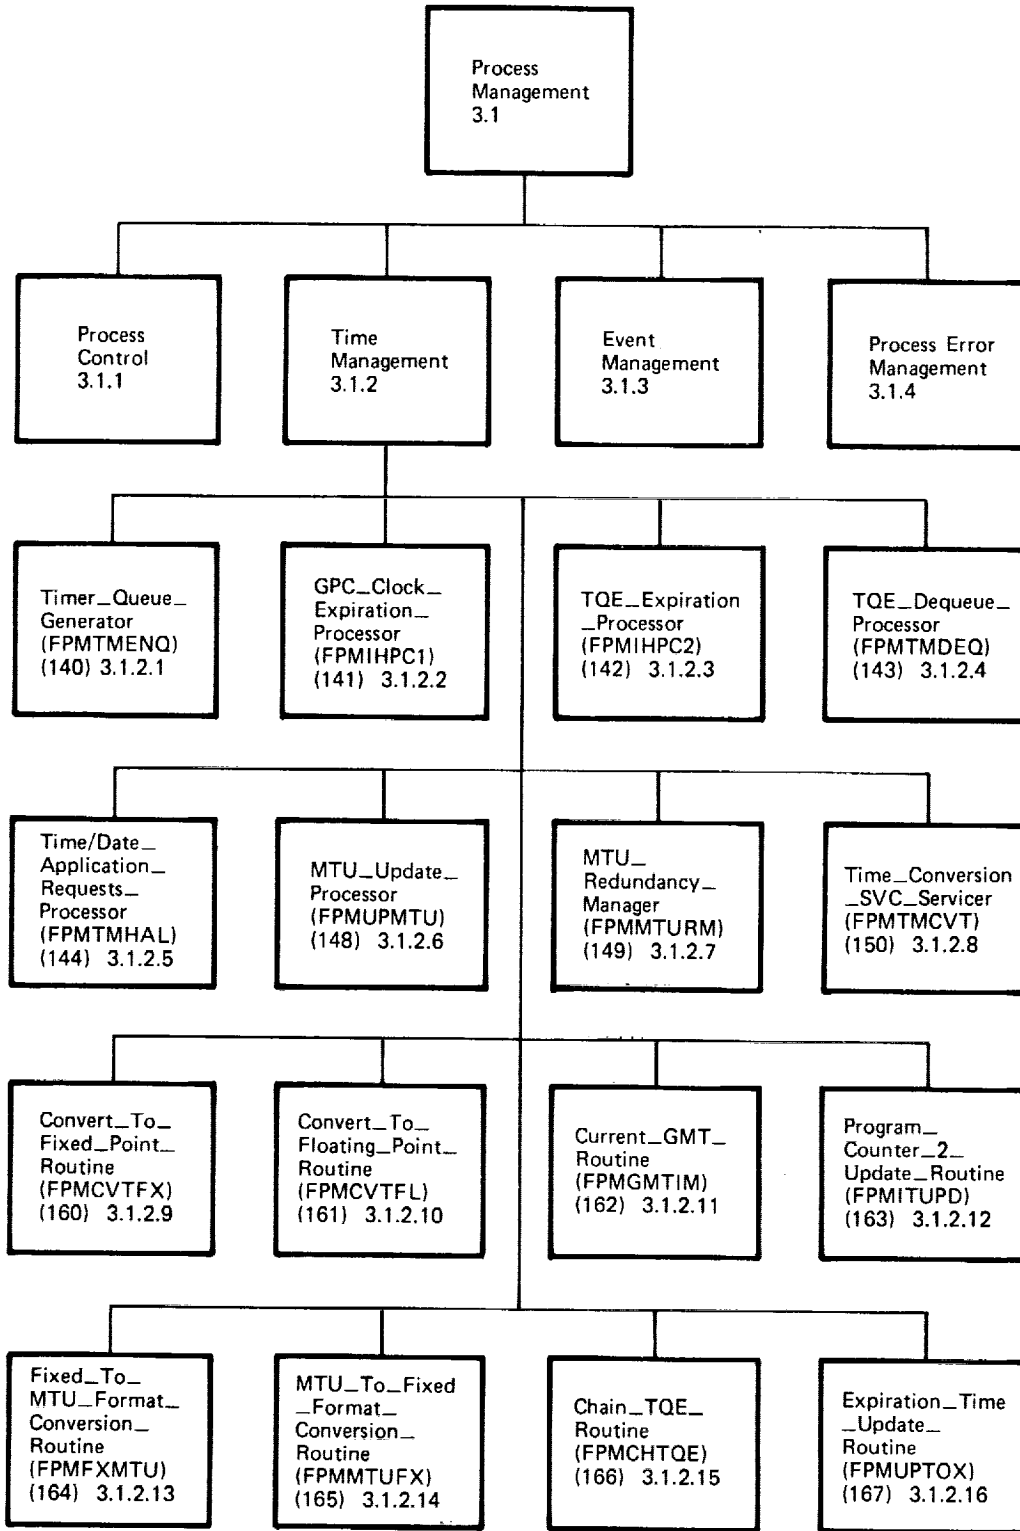 Process
Management
3.1
Process
Control
3.1.1
Time
Management
3.1.2
Event
Management
3.1.3
Process Error
Management
3.1.4
Timer_Queue_
Generator
(FPMTMENQ)
(140) 3.1.2.1
GPC_Clock_
Expiration_
Processor
(FPMIHPC1)
(141) 3.1.2.2
TQE_Expiration
_Processor
(FPMIHPC2)
(142) 3.1.2.3
TQE_Dequeue_
Processor
(FPMTMDEQ)
(143) 3.1.2.4
Time/Date_
Application_
Requests_
Processor
(FPMTMHAL)
(144) 3.1.2.5
MTU_Update_
Processor
(FPMUPMTU)
(148) 3.1.2.6
MTU_
Redundancy_
Manager
(FPMMTURM)
(149) 3.1.2.7
Time_Conversion
_SVC_Servicer
(FPMTMCVT)
(150) 3.1.2.8
Convert_To_
Fixed_Point_
Routine
(FPMCVTFX)
(160) 3.1.2.9
Convert_To_
Floating_Point_
Routine
(FPMCVTFL)
(161) 3.1.2.10
Current_GMT_
Routine
(FPMGMTIM)
(162) 3.1.2.11
Program_
Counter_2_
Update_Routine
(FPMITUPD)
(163) 3.1.2.12
Fixed_To_
MTU_Format_
Conversion_
Routine
(FPMFXMTU)
(164) 3.1.2.13
MTU_To_Fixed
_Format_
Conversion_
Routine
(FPMMTUFX)
(165) 3.1.2.14
Chain_TQE_
Routine
(FPMCHTQE)
(166) 3.1.2.15
Expiration_Time
_Update_
Routine
(FPMUPTOX)
(167) 3.1.2.16